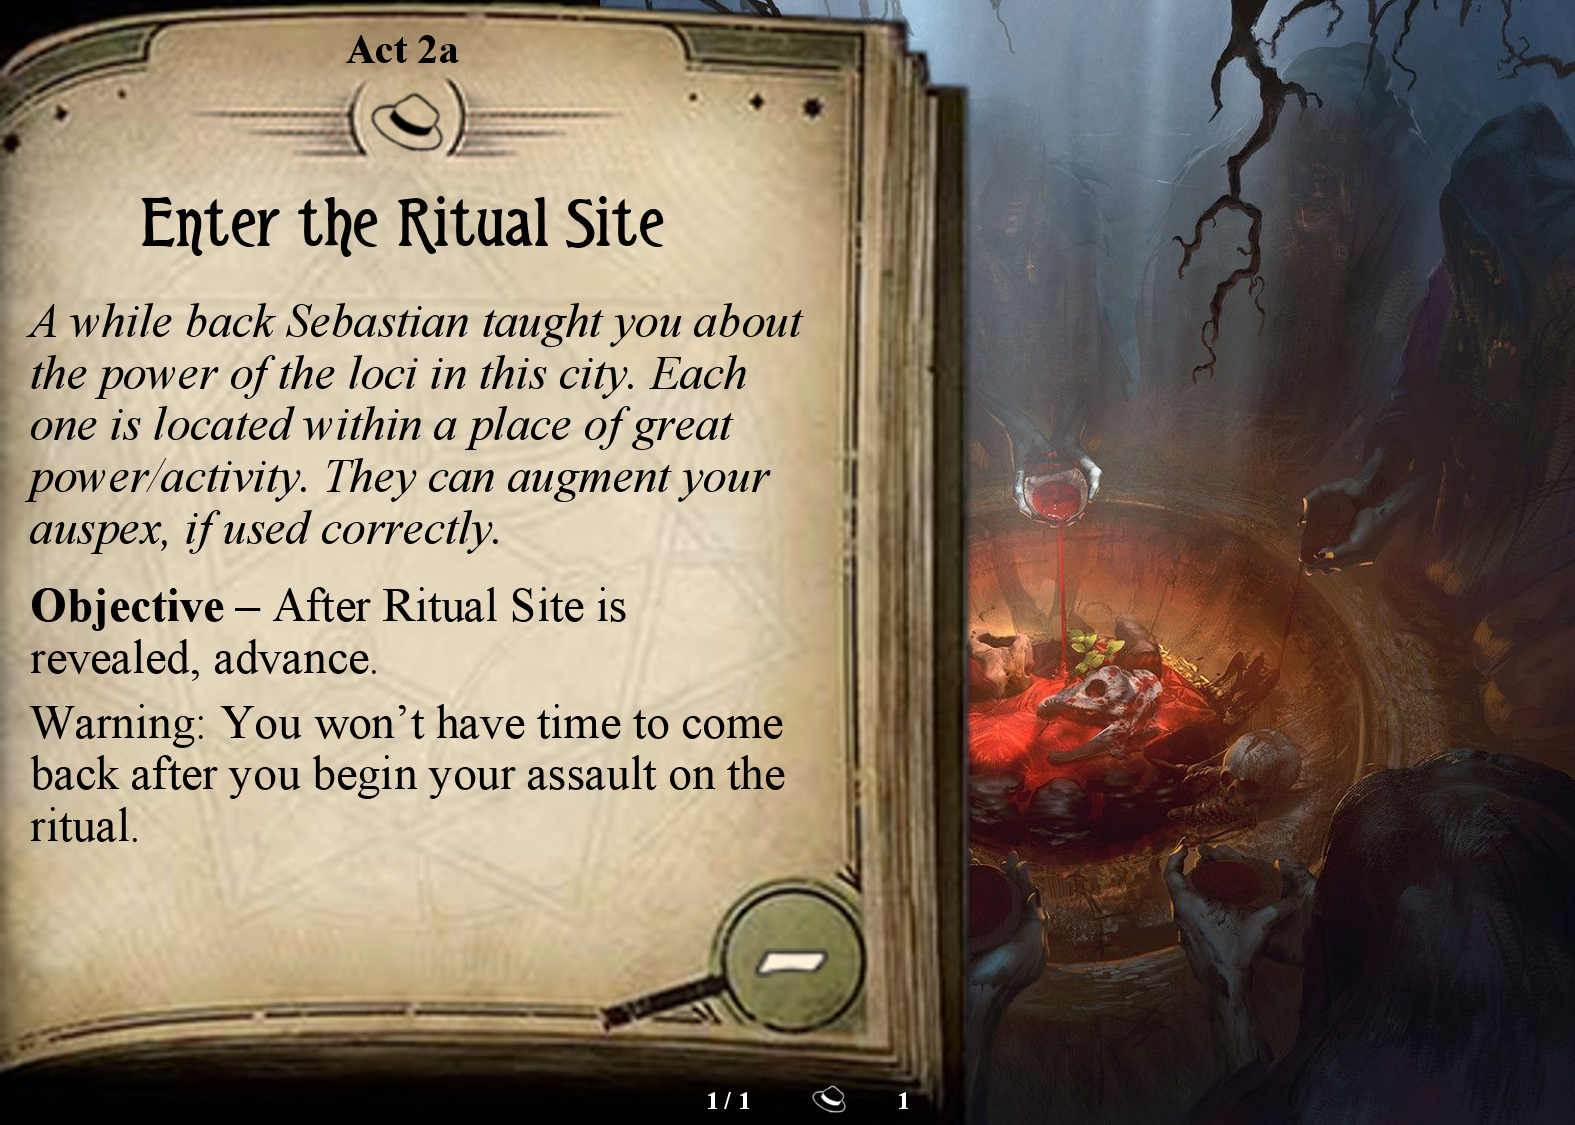 Act 2a
Enter the Ritual Site
A while back Sebastian taught you about
the power of the loci in this city. Each
one is located within a place of great
power/activity. They can augment your
auspex, if used correctly.
Objective – After Ritual Site is
revealed, advance.
Warning: You won’t have time to come
back after you begin your assault on the
ritual.
–
1 / 1 1